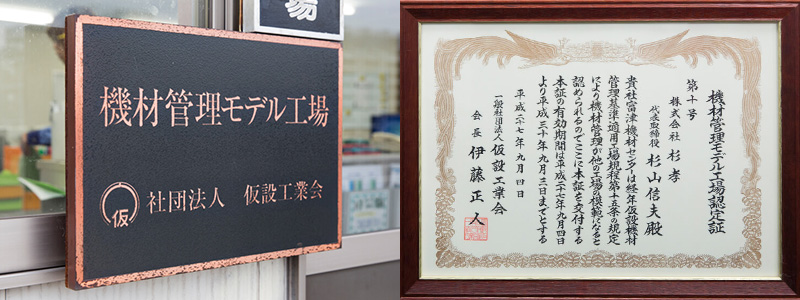 場
機材管理モデル工場
仮
社団法人 仮設工業会
機材管理モデル工場認定証
第十号
株式会社 杉孝
代表取締役 杉山信夫殿
貴社富津機材センターは経年仮設機材
管理基準適用工場規程第十五条の規定
により機材管理が他の工場の模範になると
認められるのでここに本証を交付する
本証の有効期間は平成二十七年九月四日
より平成三十年九月三日までとする
平成二十七年九月四日
一般社団法人 仮設工業会
会長 伊藤正人